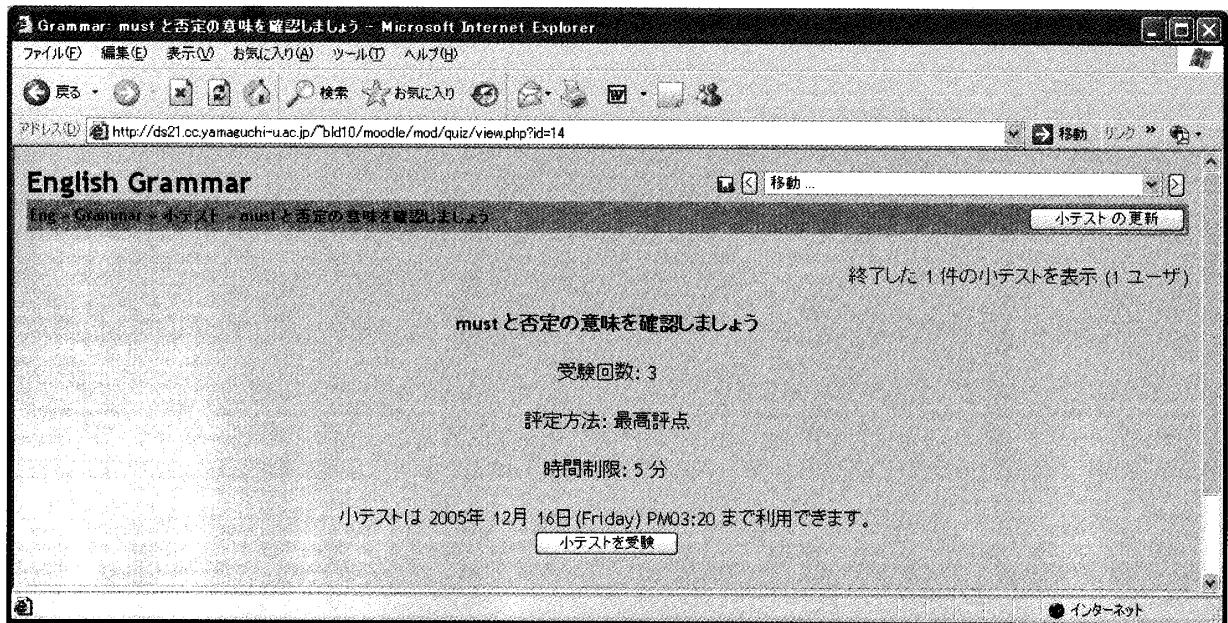 Grammar: must と否定の意味を確認しましょう - Microsoft Internet Explorer
ファイル(F) 編集(E) 表示(V) お気に入り(A) ツール(T) ヘルプ(H)
戻る 検索 お気に入り
アドレス(D) http://ds21.cc.yamaguchi-u.ac.jp/~bld10/moodle/mod/quiz/view.php?id=14 移動 リンク »
English Grammar
移動 ...
Eng » Grammar » 小テスト » must と否定の意味を確認しましょう
小テスト の更新
終了した 1 件の小テストを表示 (1 ユーザ)
must と否定の意味を確認しましょう
受験回数: 3
評定方法: 最高評点
時間制限: 5 分
小テストは 2005年 12月 16日 (Friday) PM03:20 まで利用できます。
小テストを受験
インターネット